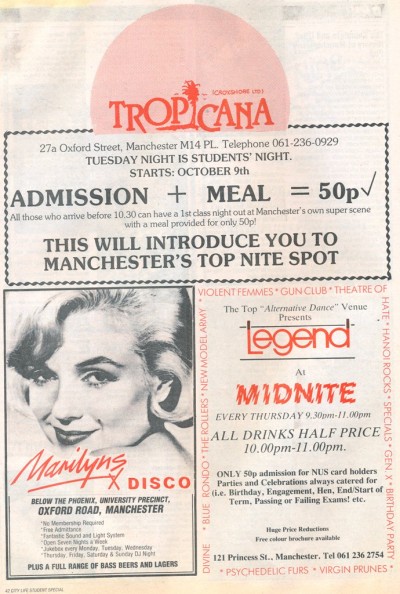 (CROXSHORE LTD.)
TROPICANA
27a Oxford Street, Manchester M14 PL. Telephone 061-236-0929
TUESDAY NIGHT IS STUDENTS' NIGHT.
STARTS: OCTOBER 9th
ADMISSION + MEAL = 50p√
All those who arrive before 10.30 can have a 1st class night out at Manchester's own super scene
with a meal provided for only 50p!
THIS WILL INTRODUCE YOU TO
MANCHESTER'S TOP NITE SPOT
Marilyns
DISCO
BELOW THE PHOENIX, UNIVERSITY PRECINCT,
OXFORD ROAD, MANCHESTER
*No Membership Required
*Free Admittance
*Fantastic Sound and Light System
*Open Seven Nights a Week
*Jukebox every Monday, Tuesday, Wednesday
*Thursday, Friday, Saturday & Sunday DJ Night
PLUS A FULL RANGE OF BASS BEERS AND LAGERS
VIOLENT FEMMES * GUN CLUB * THEATRE OF
HATE * HANOI ROCKS * SPECIALS * GEN. X * BIRTHDAY PARTY
* PSYCHEDELIC FURS * VIRGIN PRUNES *
DIVINE * BLUE RONDO * THE ROLLERS * NEW MODEL ARMY *
The Top "Alternative Dance" Venue
Presents
Legend
At
MIDNITE
EVERY THURSDAY 9.30pm-11.00pm
ALL DRINKS HALF PRICE
10.00pm-11.00pm.
ONLY 50p admission for NUS card holders
Parties and Celebrations always catered for
(i.e. Birthday, Engagement, Hen, End/Start of
Term, Passing or Failing Exams! etc.
Huge Price Reductions
Free colour brochure available
121 Princess St., Manchester. Tel 061 236 2754
42 CITY LIFE STUDENT SPECIAL